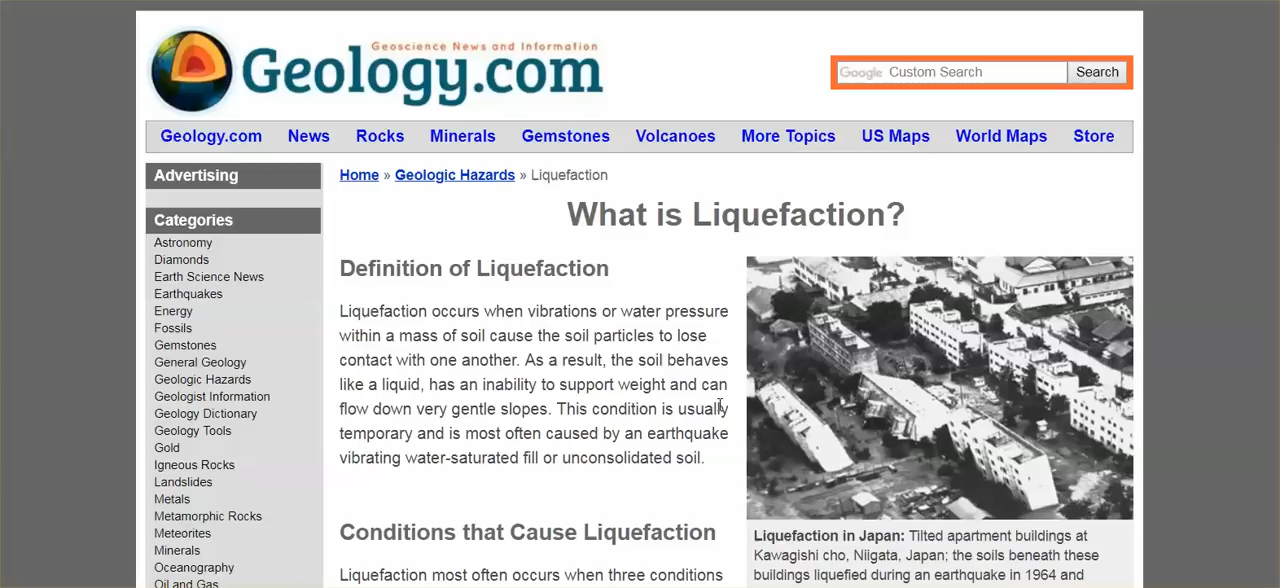 Geoscience News and Information
Geology.com
Google Custom Search
Search
Geology.com News Rocks Minerals Gemstones Volcanoes More Topics US Maps World Maps Store
Advertising
Categories
Astronomy
Diamonds
Earth Science News
Earthquakes
Energy
Fossils
Gemstones
General Geology
Geologic Hazards
Geologist Information
Geology Dictionary
Geology Tools
Gold
Igneous Rocks
Landslides
Metals
Metamorphic Rocks
Meteorites
Minerals
Oceanography
Oil and Gas
Home » Geologic Hazards » Liquefaction
What is Liquefaction?
Definition of Liquefaction
Liquefaction occurs when vibrations or water pressure
within a mass of soil cause the soil particles to lose
contact with one another. As a result, the soil behaves
like a liquid, has an inability to support weight and can
flow down very gentle slopes. This condition is usually
temporary and is most often caused by an earthquake
vibrating water-saturated fill or unconsolidated soil.
Conditions that Cause Liquefaction
Liquefaction most often occurs when three conditions
Liquefaction in Japan: Tilted apartment buildings at
Kawagishi cho, Niigata, Japan; the soils beneath these
buildings liquefied during an earthquake in 1964 and